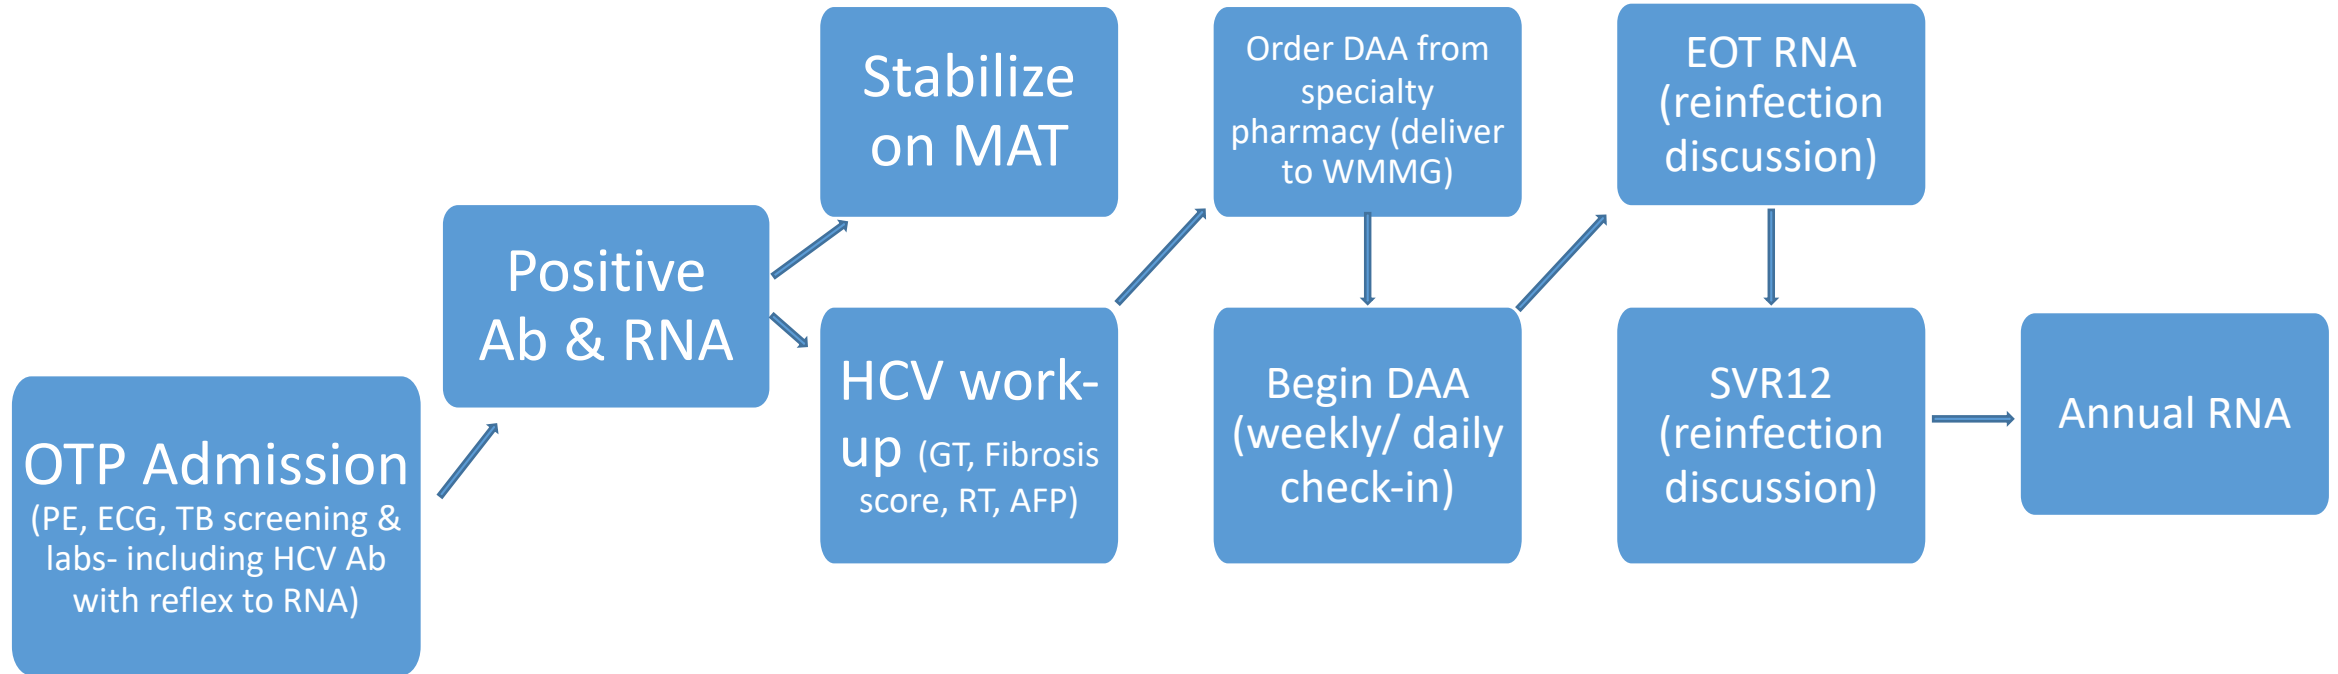 OTP Admission
(PE, ECG, TB screening &
labs- including HCV Ab
with reflex to RNA)
Positive
Ab & RNA
Stabilize
on MAT
HCV work-
up (GT, Fibrosis
score, RT, AFP)
Order DAA from
specialty
pharmacy (deliver
to WMMG)
Begin DAA
(weekly/ daily
check-in)
EOT RNA
(reinfection
discussion)
SVR12
(reinfection
discussion)
Annual RNA